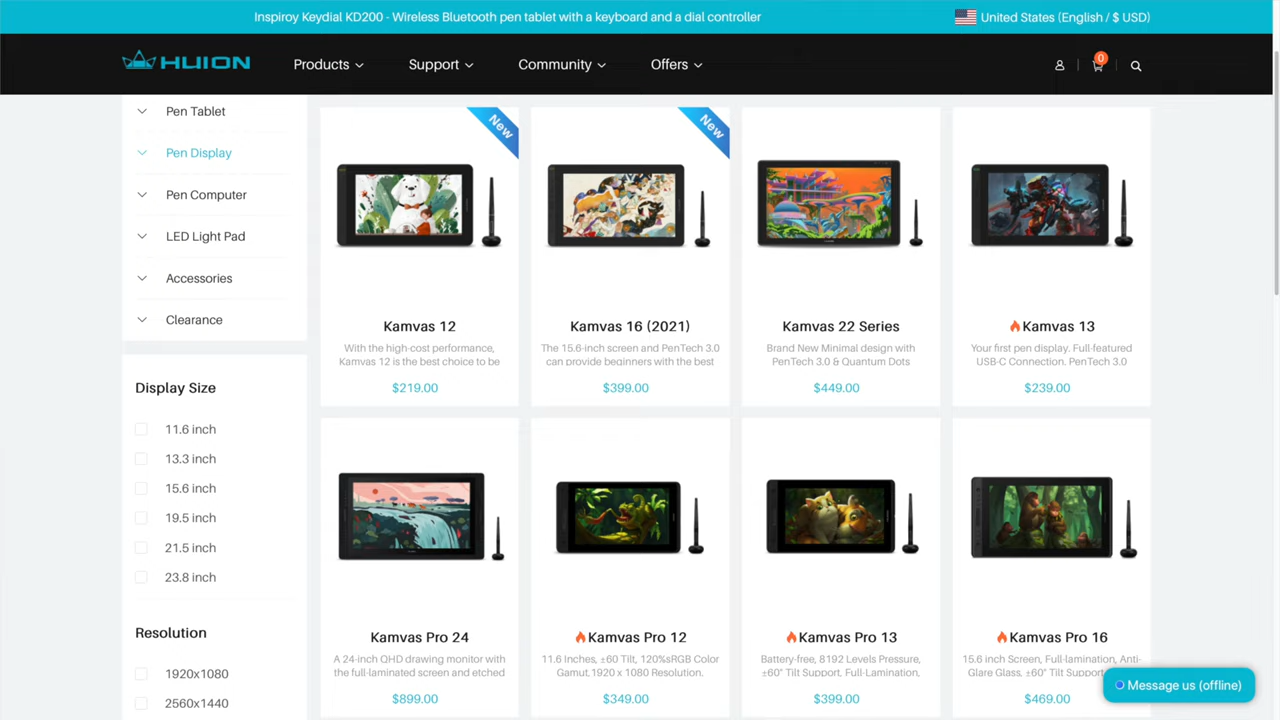 Inspiroy Keydial KD200 - Wireless Bluetooth pen tablet with a keyboard and a dial controller
United States (English / $ USD)
HUION
Products
Support
Community
Offers
0
Pen Tablet
Pen Display
Pen Computer
LED Light Pad
Accessories
Clearance
Display Size
11.6 inch
13.3 inch
15.6 inch
19.5 inch
21.5 inch
23.8 inch
Resolution
1920x1080
2560x1440
New
Kamvas 12
With the high-cost performance,
Kamvas 12 is the best choice to be
$219.00
New
Kamvas 16 (2021)
The 15.6-inch screen and PenTech 3.0
can provide beginners with the best
$399.00
Kamvas 22 Series
Brand New Minimal design with
PenTech 3.0 & Quantum Dots
$449.00
Kamvas 13
Your first pen display. Full-featured
USB-C Connection. PenTech 3.0
$239.00
Kamvas Pro 24
A 24-inch QHD drawing monitor with
the full-laminated screen and etched
$899.00
Kamvas Pro 12
11.6 Inches, ±60 Tilt, 120%sRGB Color
Gamut,1920 x 1080 Resolution.
$349.00
Kamvas Pro 13
Battery-free, 8192 Levels Pressure,
±60° Tilt Support, Full-Lamination,
$399.00
Kamvas Pro 16
15.6 inch Screen, Full-lamination, Anti-
Glare Glass, ±60° Tilt Support
$469.00
Message us (offline)